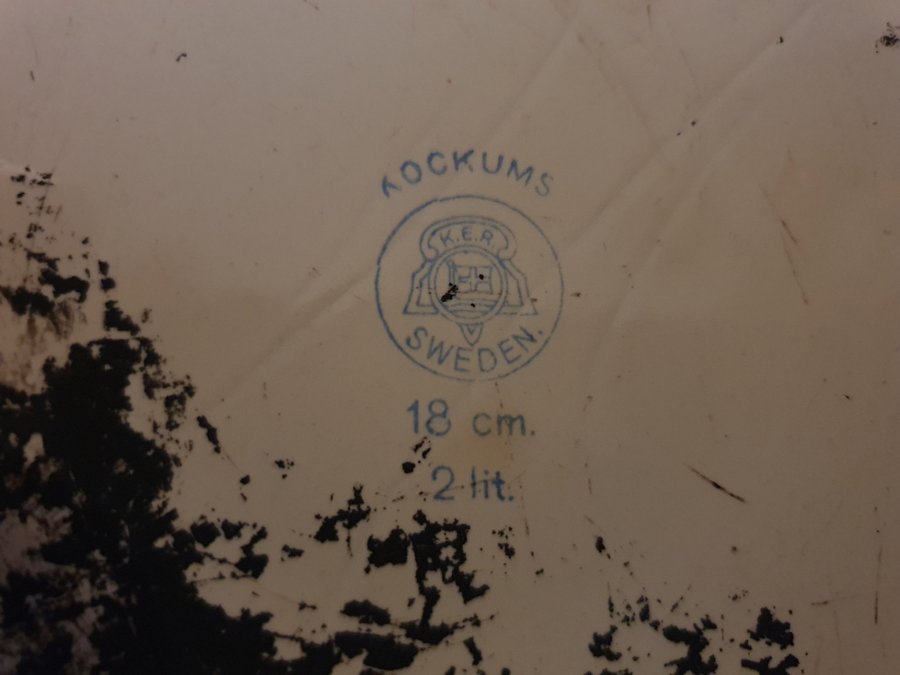 KOCKUMS
K.E.R.
SWEDEN.
18 cm.
2 lit.